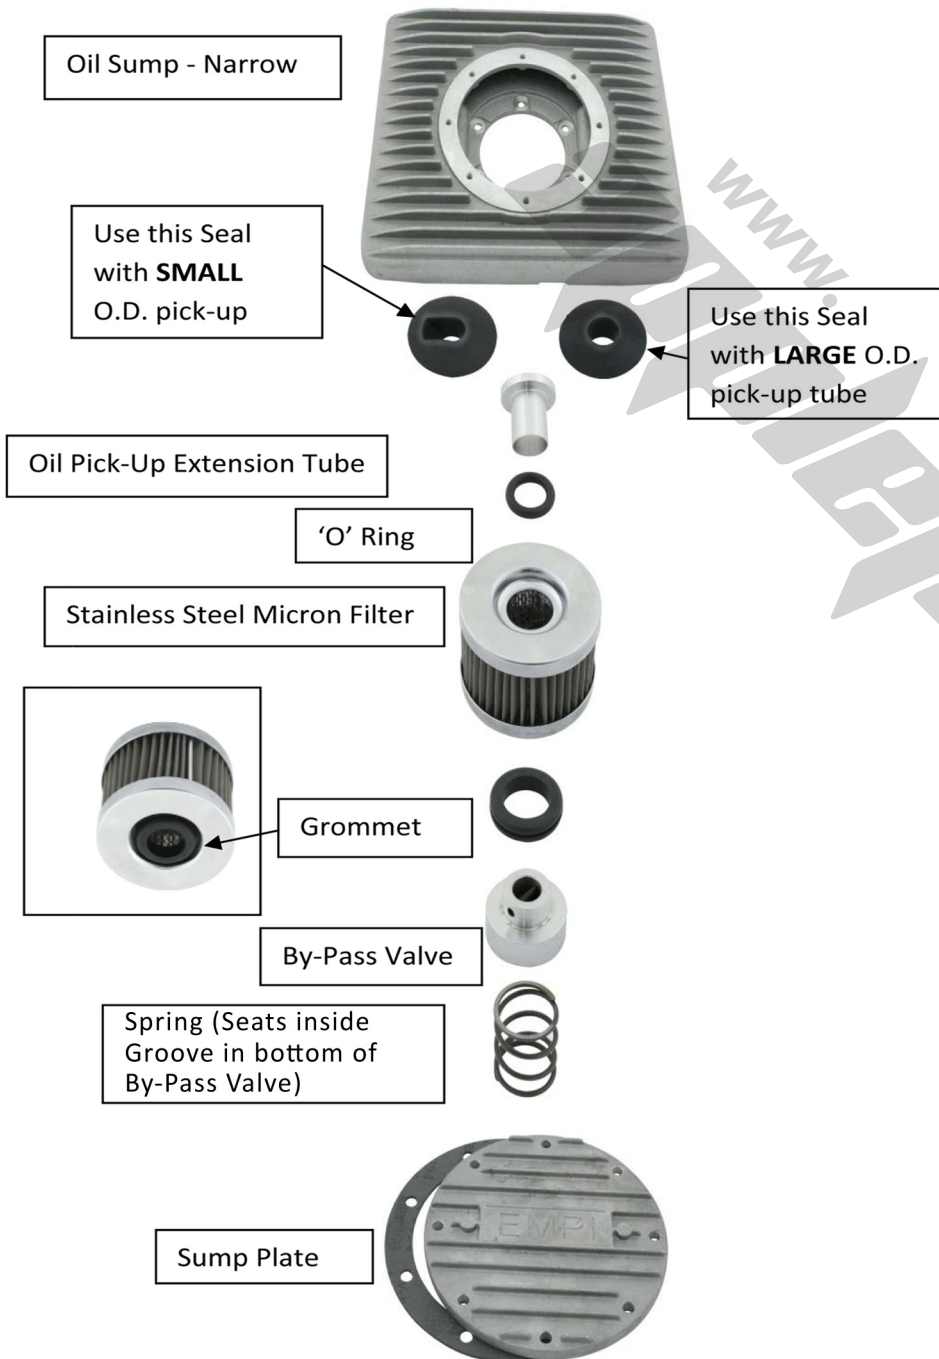 Oil Sump - Narrow
Use this Seal
with SMALL
O.D. pick-up
Use this Seal
with LARGE O.D.
pick-up tube
www.
Oil Pick-Up Extension Tube
‘O’ Ring
Stainless Steel Micron Filter
Grommet
By-Pass Valve
Spring (Seats inside
Groove in bottom of
By-Pass Valve)
EMPI
Sump Plate